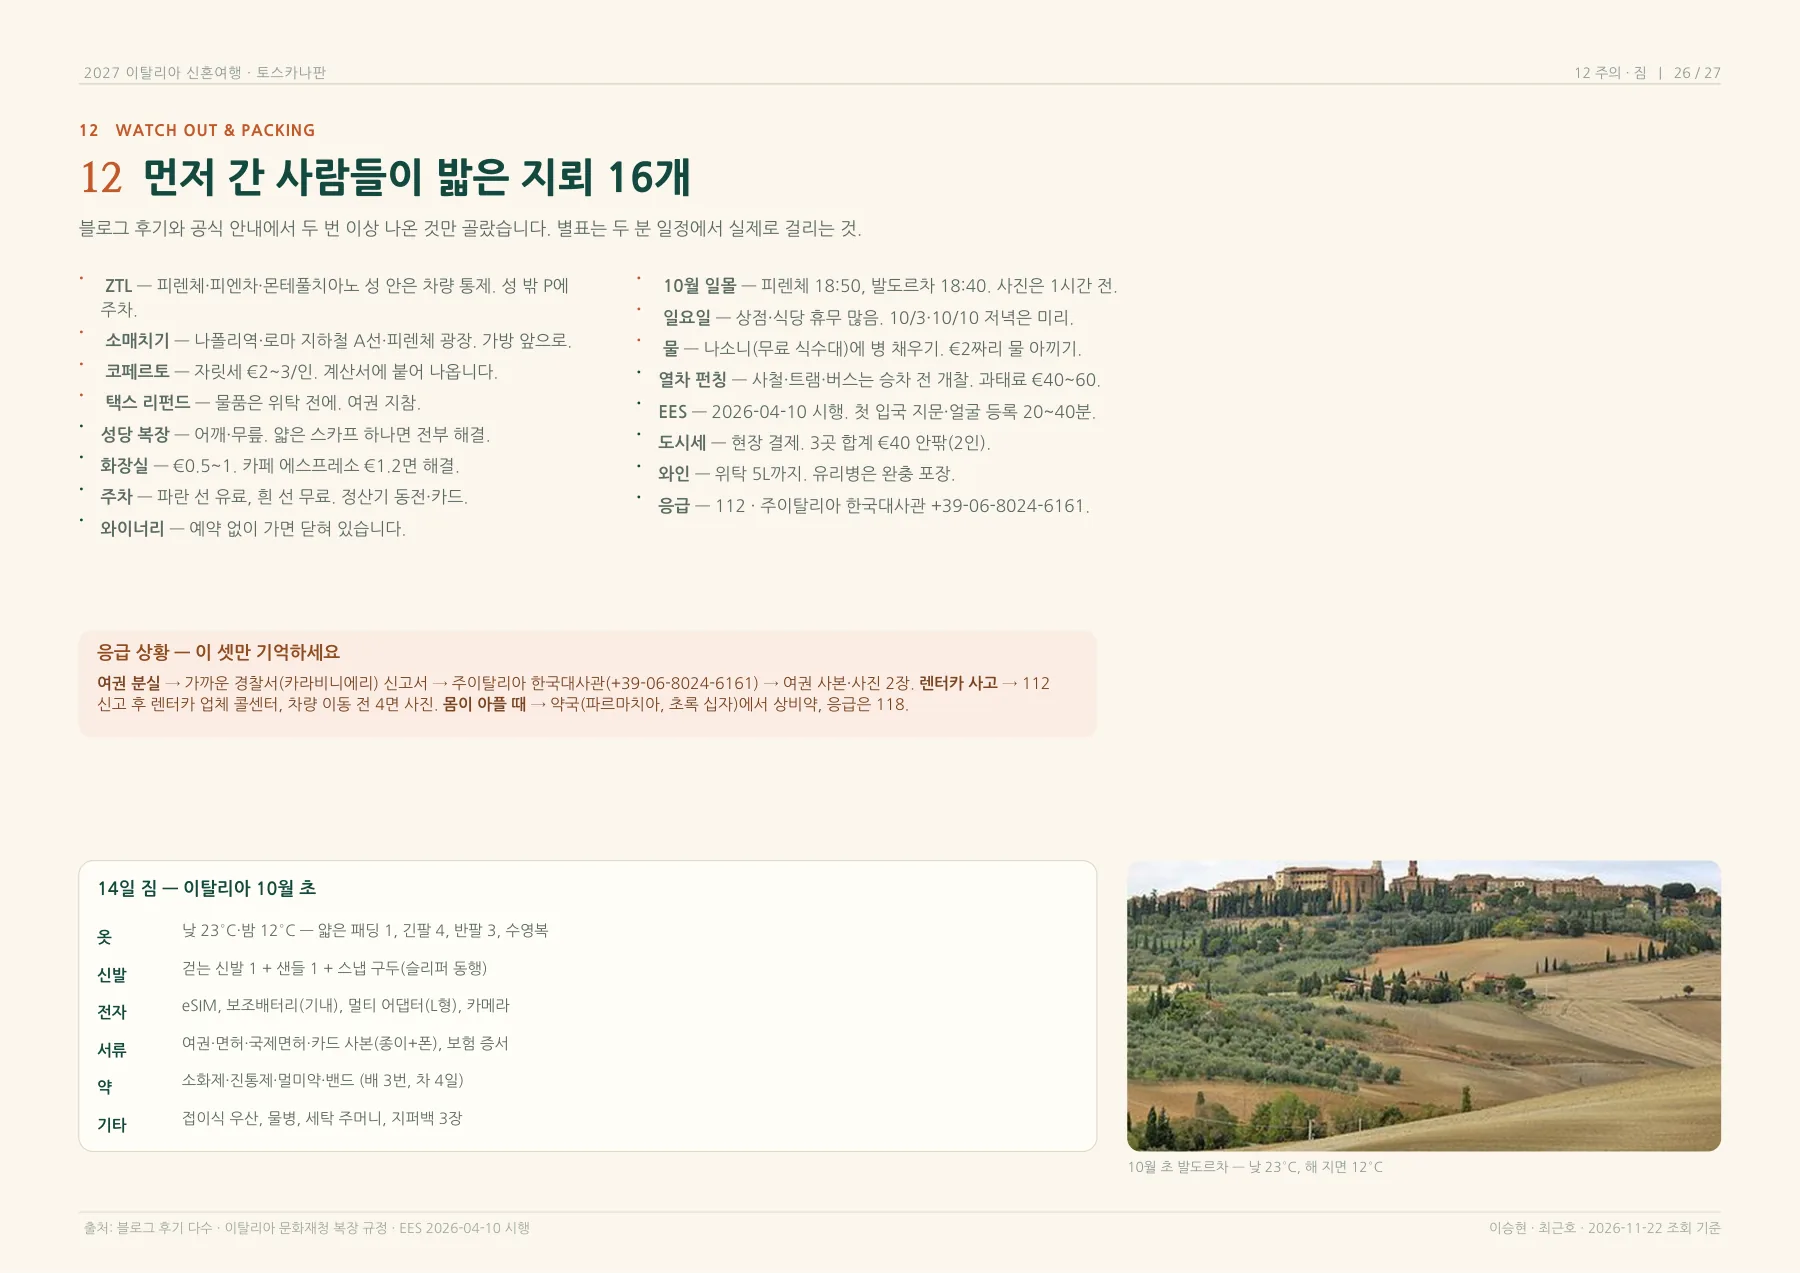 2027 이탈리아 신혼여행 · 토스카나판
12 주의 · 짐 | 26 / 27
12 WATCH OUT & PACKING
12 먼저 간 사람들이 밟은 지뢰 16개
블로그 후기와 공식 안내에서 두 번 이상 나온 것만 골랐습니다. 별표는 두 분 일정에서 실제로 걸리는 것.
· ZTL — 피렌체·피엔차·몬테풀치아노 성 안은 차량 통제. 성 밖 P에
주차.
· 소매치기 — 나폴리역·로마 지하철 A선·피렌체 광장. 가방 앞으로.
· 코페르토 — 자릿세 €2~3/인. 계산서에 붙어 나옵니다.
· 택스 리펀드 — 물품은 위탁 전에. 여권 지참.
· 성당 복장 — 어깨·무릎. 얇은 스카프 하나면 전부 해결.
· 화장실 — €0.5~1. 카페 에스프레소 €1.2면 해결.
· 주차 — 파란 선 유료, 흰 선 무료. 정산기 동전·카드.
· 와이너리 — 예약 없이 가면 닫혀 있습니다.
· 10월 일몰 — 피렌체 18:50, 발도르차 18:40. 사진은 1시간 전.
· 일요일 — 상점·식당 휴무 많음. 10/3·10/10 저녁은 미리.
· 물 — 나소니(무료 식수대)에 병 채우기. €2짜리 물 아끼기.
· 열차 펀칭 — 사철·트램·버스는 승차 전 개찰. 과태료 €40~60.
· EES — 2026-04-10 시행. 첫 입국 지문·얼굴 등록 20~40분.
· 도시세 — 현장 결제. 3곳 합계 €40 안팎(2인).
· 와인 — 위탁 5L까지. 유리병은 완충 포장.
· 응급 — 112 · 주이탈리아 한국대사관 +39-06-8024-6161.
응급 상황 — 이 셋만 기억하세요
여권 분실 → 가까운 경찰서(카라비니에리) 신고서 → 주이탈리아 한국대사관(+39-06-8024-6161) → 여권 사본·사진 2장. 렌터카 사고 → 112
신고 후 렌터카 업체 콜센터, 차량 이동 전 4면 사진. 몸이 아플 때 → 약국(파르마치아, 초록 십자)에서 상비약, 응급은 118.
14일 짐 — 이탈리아 10월 초
옷 낮 23°C·밤 12°C — 얇은 패딩 1, 긴팔 4, 반팔 3, 수영복
신발 걷는 신발 1 + 샌들 1 + 스냅 구두(슬리퍼 동행)
전자 eSIM, 보조배터리(기내), 멀티 어댑터(L형), 카메라
서류 여권·면허·국제면허·카드 사본(종이+폰), 보험 증서
약 소화제·진통제·멀미약·밴드 (배 3번, 차 4일)
기타 접이식 우산, 물병, 세탁 주머니, 지퍼백 3장
10월 초 발도르차 — 낮 23°C, 해 지면 12°C
출처: 블로그 후기 다수 · 이탈리아 문화재청 복장 규정 · EES 2026-04-10 시행
이승현 · 최근호 · 2026-11-22 조회 기준